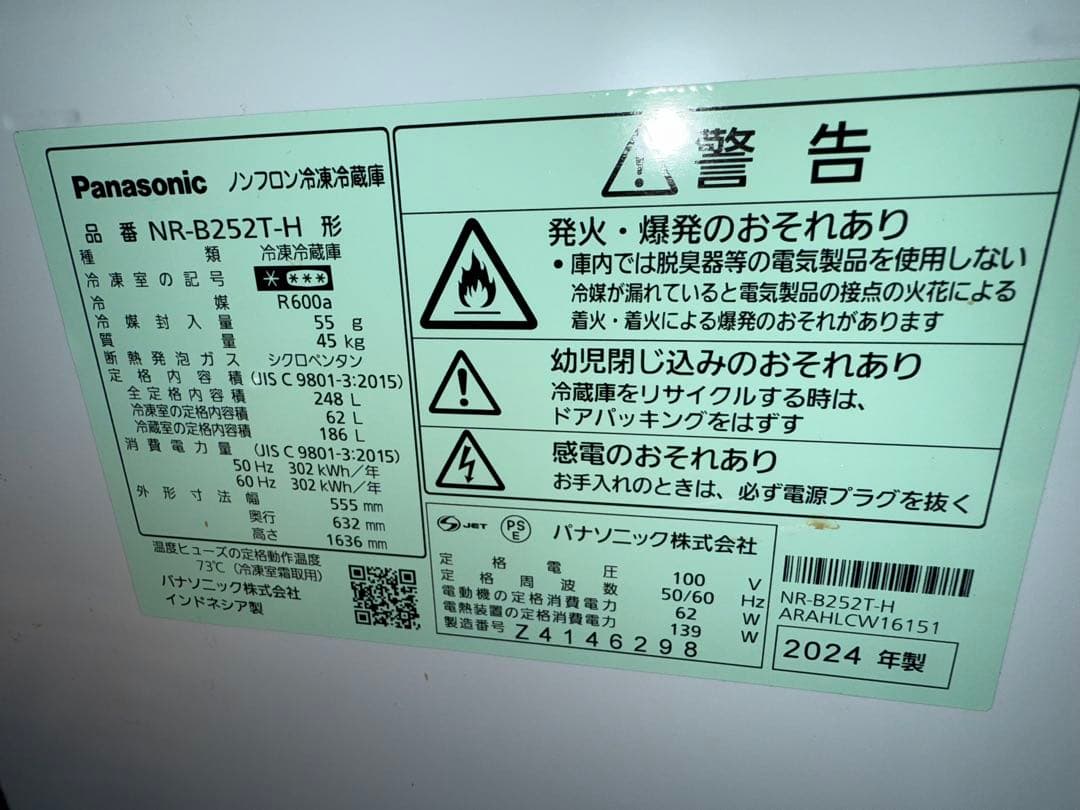 Panasonic ノンフロン冷凍冷蔵庫
品番 NR-B252T-H 形
種類 冷凍冷蔵庫
冷凍室の記号 * ***
冷媒 R600a
冷媒封入量 55 g
質量 45 kg
断熱発泡ガス シクロペンタン
定格内容積 (JIS C 9801-3:2015)
全定格内容積 248 L
冷凍室の定格内容積 62 L
冷蔵室の定格内容積 186 L
消費電力量 (JIS C 9801-3:2015)
50 Hz 302 kWh/年
60 Hz 302 kWh/年
外形寸法 幅 555 mm
奥行 632 mm
高さ 1636 mm
温度ヒューズの定格動作温度
73℃ (冷凍室霜取用)
パナソニック株式会社
インドネシア製
警告
発火・爆発のおそれあり
・庫内では脱臭器等の電気製品を使用しない
冷媒が漏れていると電気製品の接点の火花による
着火・着火による爆発のおそれがあります
幼児閉じ込みのおそれあり
冷蔵庫をリサイクルする時は、
ドアパッキングをはずす
感電のおそれあり
お手入れのときは、必ず電源プラグを抜く
JET PSE パナソニック株式会社
定格電圧 100 V
定格周波数 50/60 Hz
電動機の定格消費電力 62 W
電熱装置の定格消費電力 139 W
製造番号 Z4146298
NR-B252T-H
ARAHLCW16151
2024 年製